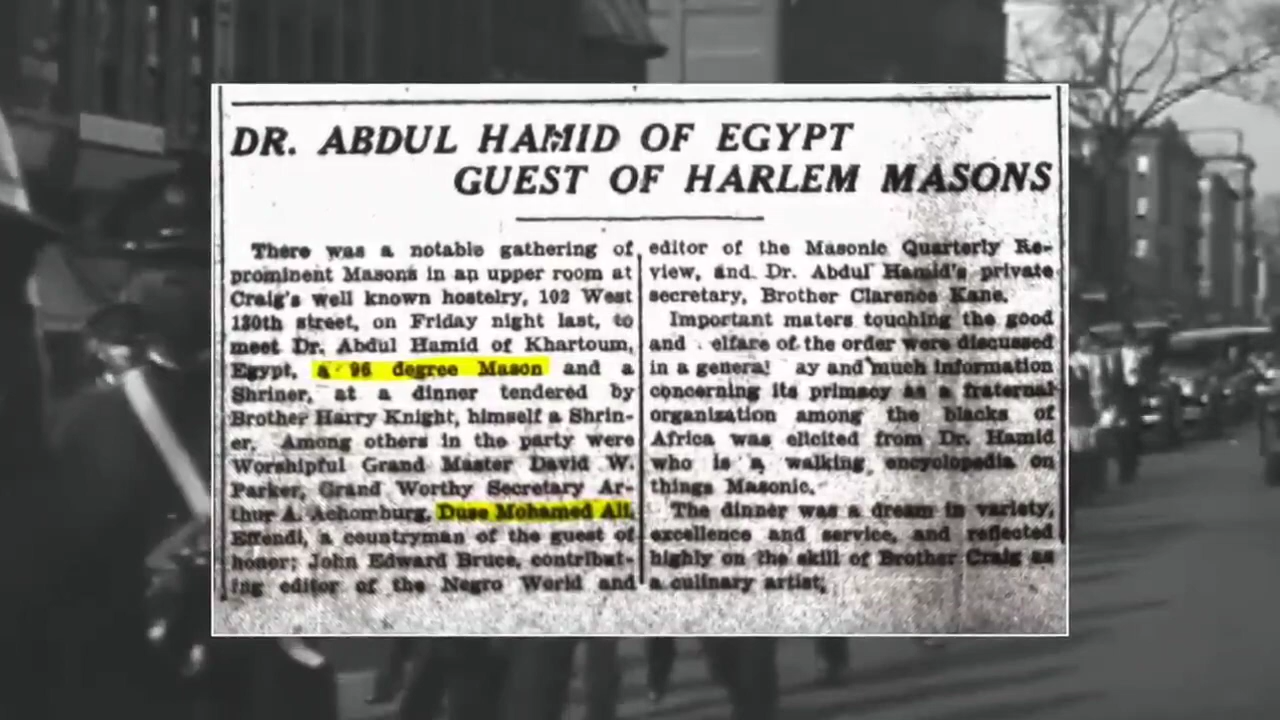 DR. ABDUL HAMID OF EGYPT
GUEST OF HARLEM MASONS
There was a notable gathering of
prominent Masons in an upper room at
Craig's well known hostelry, 102 West
130th street, on Friday night last, to
meet Dr. Abdul Hamid of Khartoum,
Egypt, a 96 degree Mason and a
Shriner, at a dinner tendered by
Brother Harry Knight, himself a Shrin-
er. Among others in the party were
Worshipful Grand Master David W.
Parker, Grand Worthy Secretary Ar-
thur A. Schomburg, Duse Mohamed Ali,
Effendi, a countryman of the guest of
honor; John Edward Bruce, contribut-
ing editor of the Negro World and
editor of the Masonic Quarterly Re-
view, and Dr. Abdul Hamid's private
secretary, Brother Clarence Kane.
Important maters touching the good
and elfare of the order were discussed
in a general ay and much information
concerning its primacy as a fraternal
organization among the blacks of
Africa was elicited from Dr. Hamid
who is a walking encyclopedia on
things Masonic.
The dinner was a dream in variety,
excellence and service, and reflected
highly on the skill of Brother Craig as
a culinary artist.